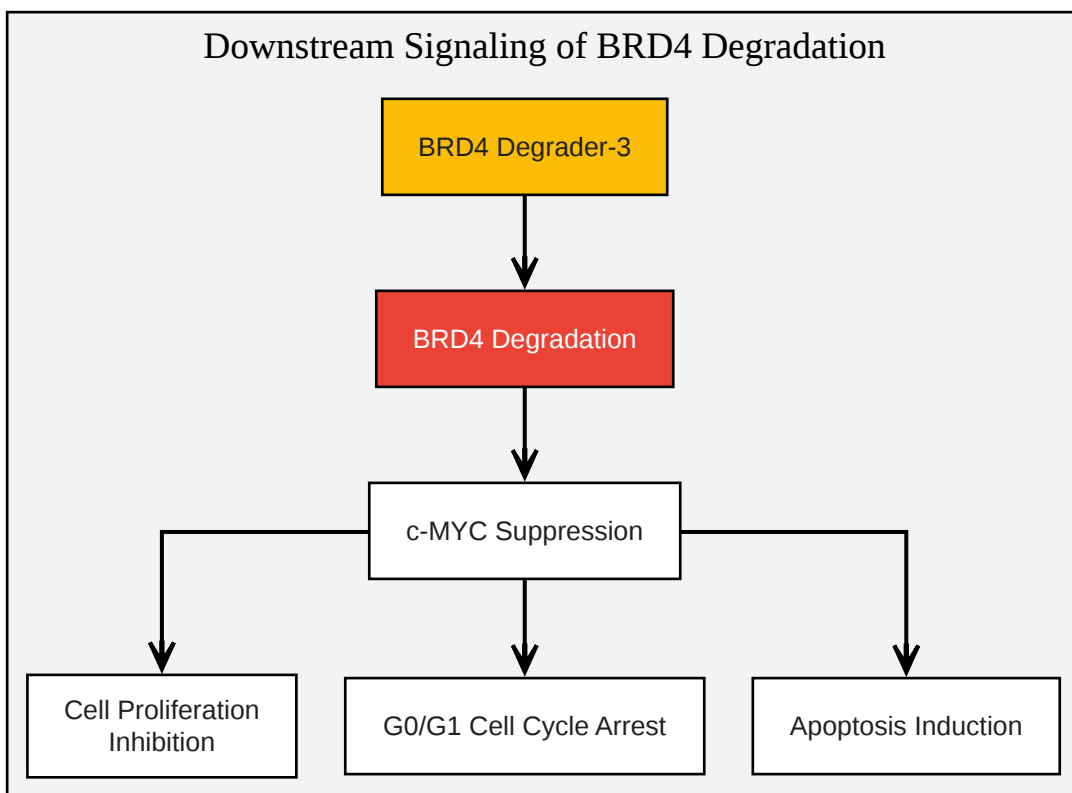 Downstream Signaling of BRD4 Degradation
BRD4 Degrader-3
BRD4 Degradation
c-MYC Suppression
Cell Proliferation
Inhibition
G0/G1 Cell Cycle Arrest
Apoptosis Induction